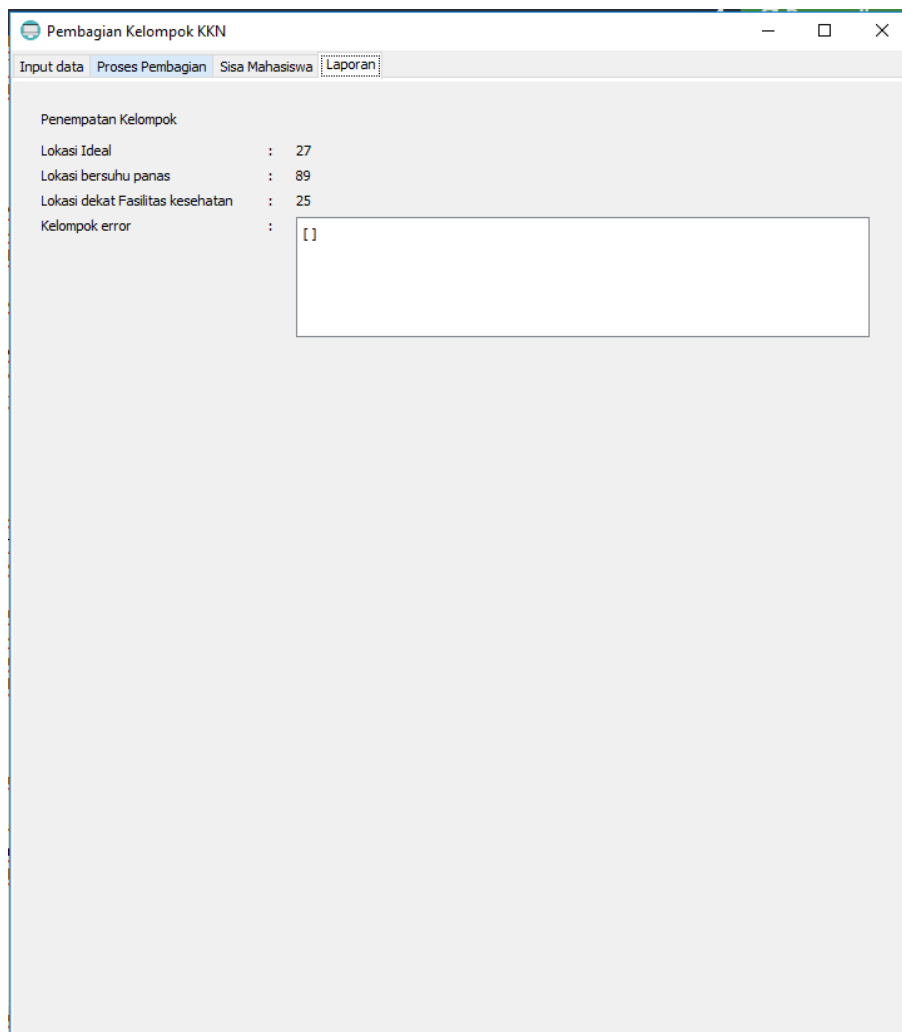 Pembagian Kelompok KKN
Input data Proses Pembagian Sisa Mahasiswa Laporan
Penempatan Kelompok
Lokasi Ideal : 27
Lokasi bersuhu panas : 89
Lokasi dekat Fasilitas kesehatan : 25
Kelompok error : []